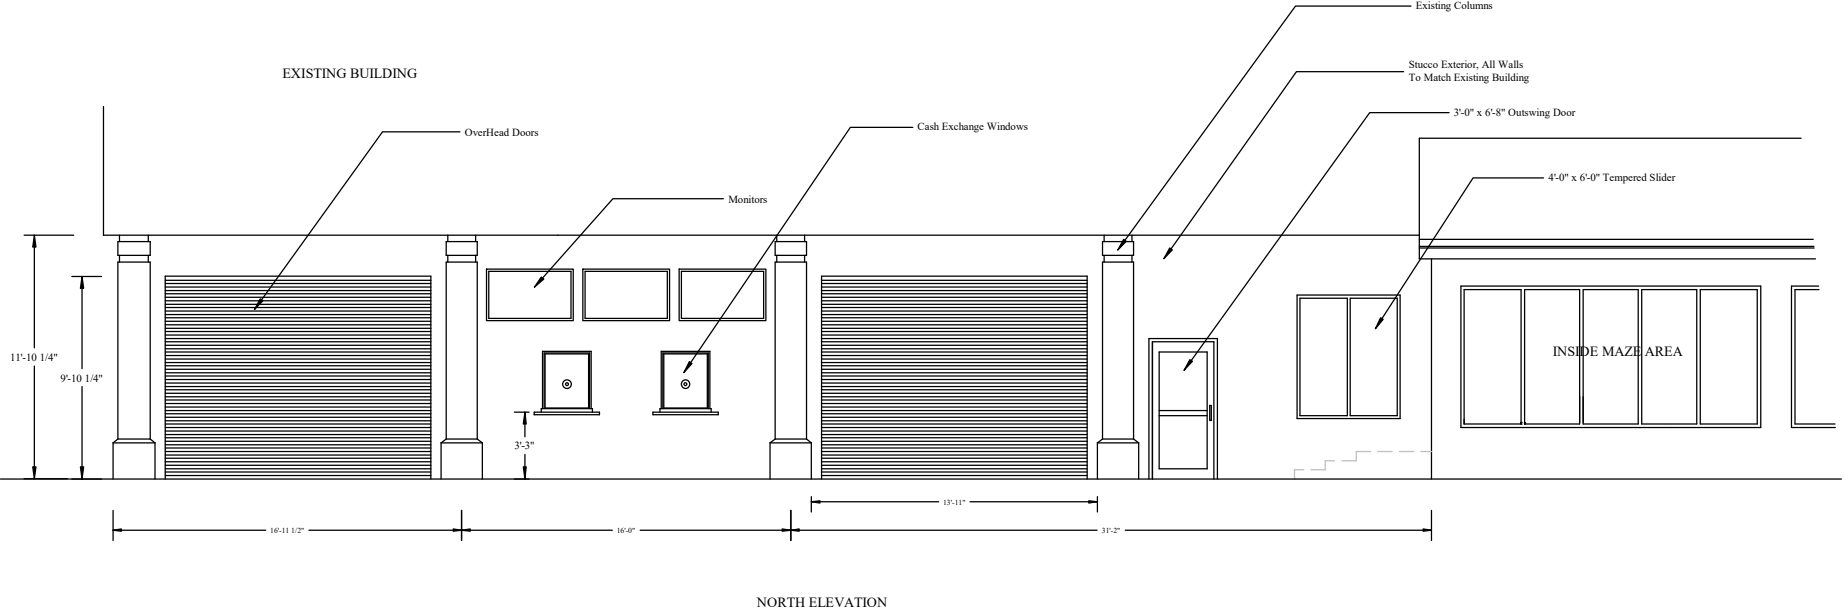 Existing Columns
EXISTING BUILDING
Stucco Exterior, All Walls
To Match Existing Building
3'-0" x 6'-8" Outswing Door
OverHead Doors
Cash Exchange Windows
4'-0" x 6'-0" Tempered Slider
Monitors
11'-10 1/4"
9'-10 1/4"
INSIDE MAZE AREA
3'-3"
13'-11"
16'-11 1/2"
16'-0"
31'-2"
NORTH ELEVATION